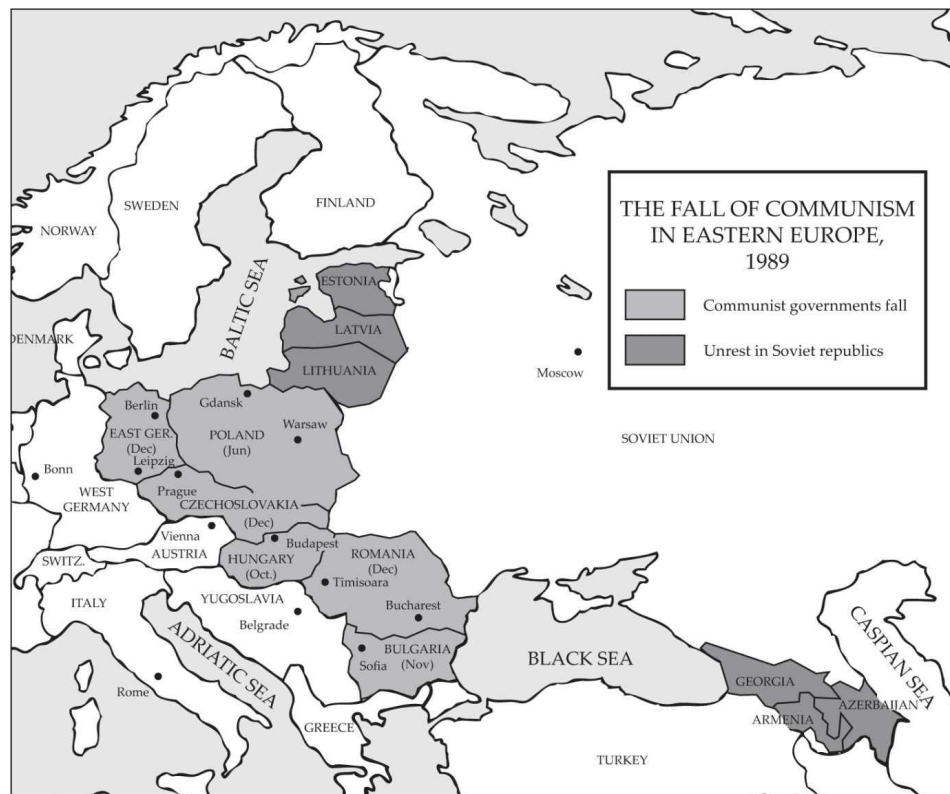 THE FALL OF COMMUNISM
IN EASTERN EUROPE,
1989
Communist governments fall
Unrest in Soviet republics
NORWAY
SWEDEN
FINLAND
BALTIC SEA
ESTONIA
LATVIA
LITHUANIA
DENMARK
Moscow
SOVIET UNION
Berlin
EAST GER.
(Dec)
Leipzig
Gdansk
POLAND
(Jun)
Warsaw
Bonn
WEST
GERMANY
Prague
CZECHOSLOVAKIA
(Dec)
Vienna
AUSTRIA
Budapest
HUNGARY
(Oct.)
SWITZ.
ROMANIA
(Dec)
Timisoara
Bucharest
ITALY
YUGOSLAVIA
Belgrade
ADRIATIC SEA
BULGARIA
(Nov)
Sofia
Rome
GREECE
BLACK SEA
CASPIAN SEA
GEORGIA
ARMENIA
AZERBAIJAN
TURKEY